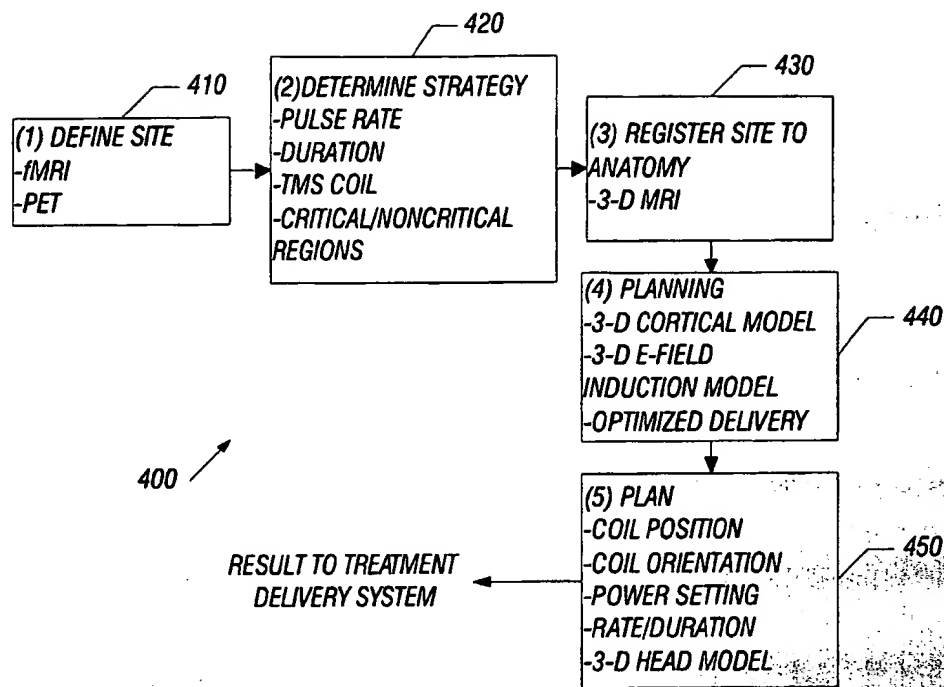 410
(1) DEFINE SITE
-fMRI
-PET
420
(2)DETERMINE STRATEGY
-PULSE RATE
-DURATION
-TMS COIL
-CRITICAL/NONCRITICAL
REGIONS
430
(3) REGISTER SITE TO
ANATOMY
-3-D MRI
440
(4) PLANNING
-3-D CORTICAL MODEL
-3-D E-FIELD
INDUCTION MODEL
-OPTIMIZED DELIVERY
400
450
(5) PLAN
-COIL POSITION
-COIL ORIENTATION
-POWER SETTING
-RATE/DURATION
-3-D HEAD MODEL
RESULT TO TREATMENT
DELIVERY SYSTEM